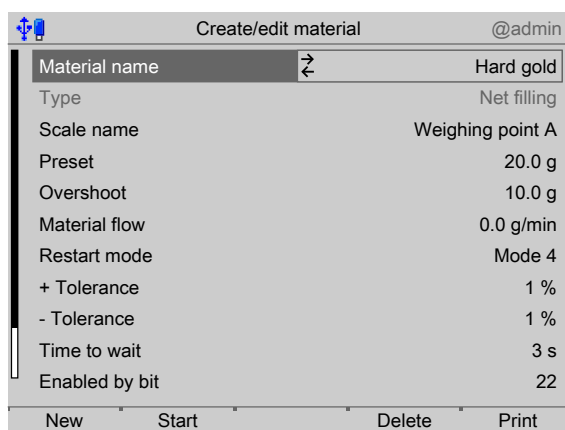 Create/edit material @admin
Material name Hard gold
Type Net filling
Scale name Weighing point A
Preset 20.0 g
Overshoot 10.0 g
Material flow 0.0 g/min
Restart mode Mode 4
+ Tolerance 1 %
- Tolerance 1 %
Time to wait 3 s
Enabled by bit 22
New Start Delete Print